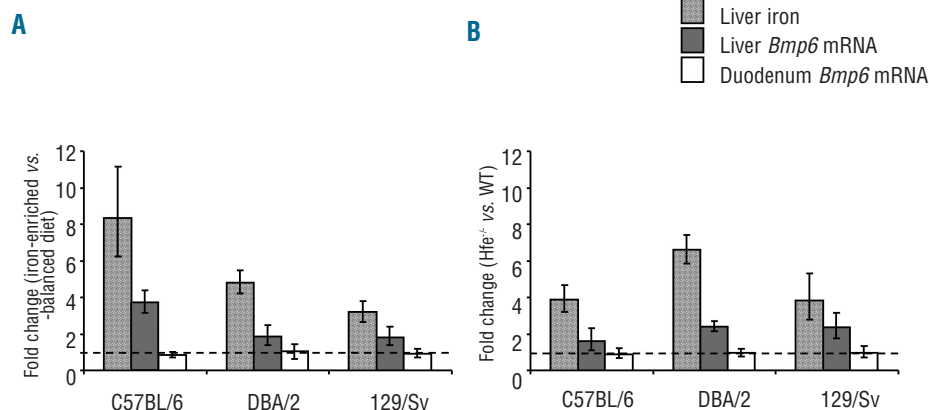 A
B
Liver iron
Liver Bmp6 mRNA
Duodenum Bmp6 mRNA
Fold change (iron-enriched vs.
-balanced diet)
12
10
8
6
4
2
0
C57BL/6 DBA/2 129/Sv
Fold change (Hfe-/- vs. WT)
12
10
8
6
4
2
0
C57BL/6 DBA/2 129/Sv